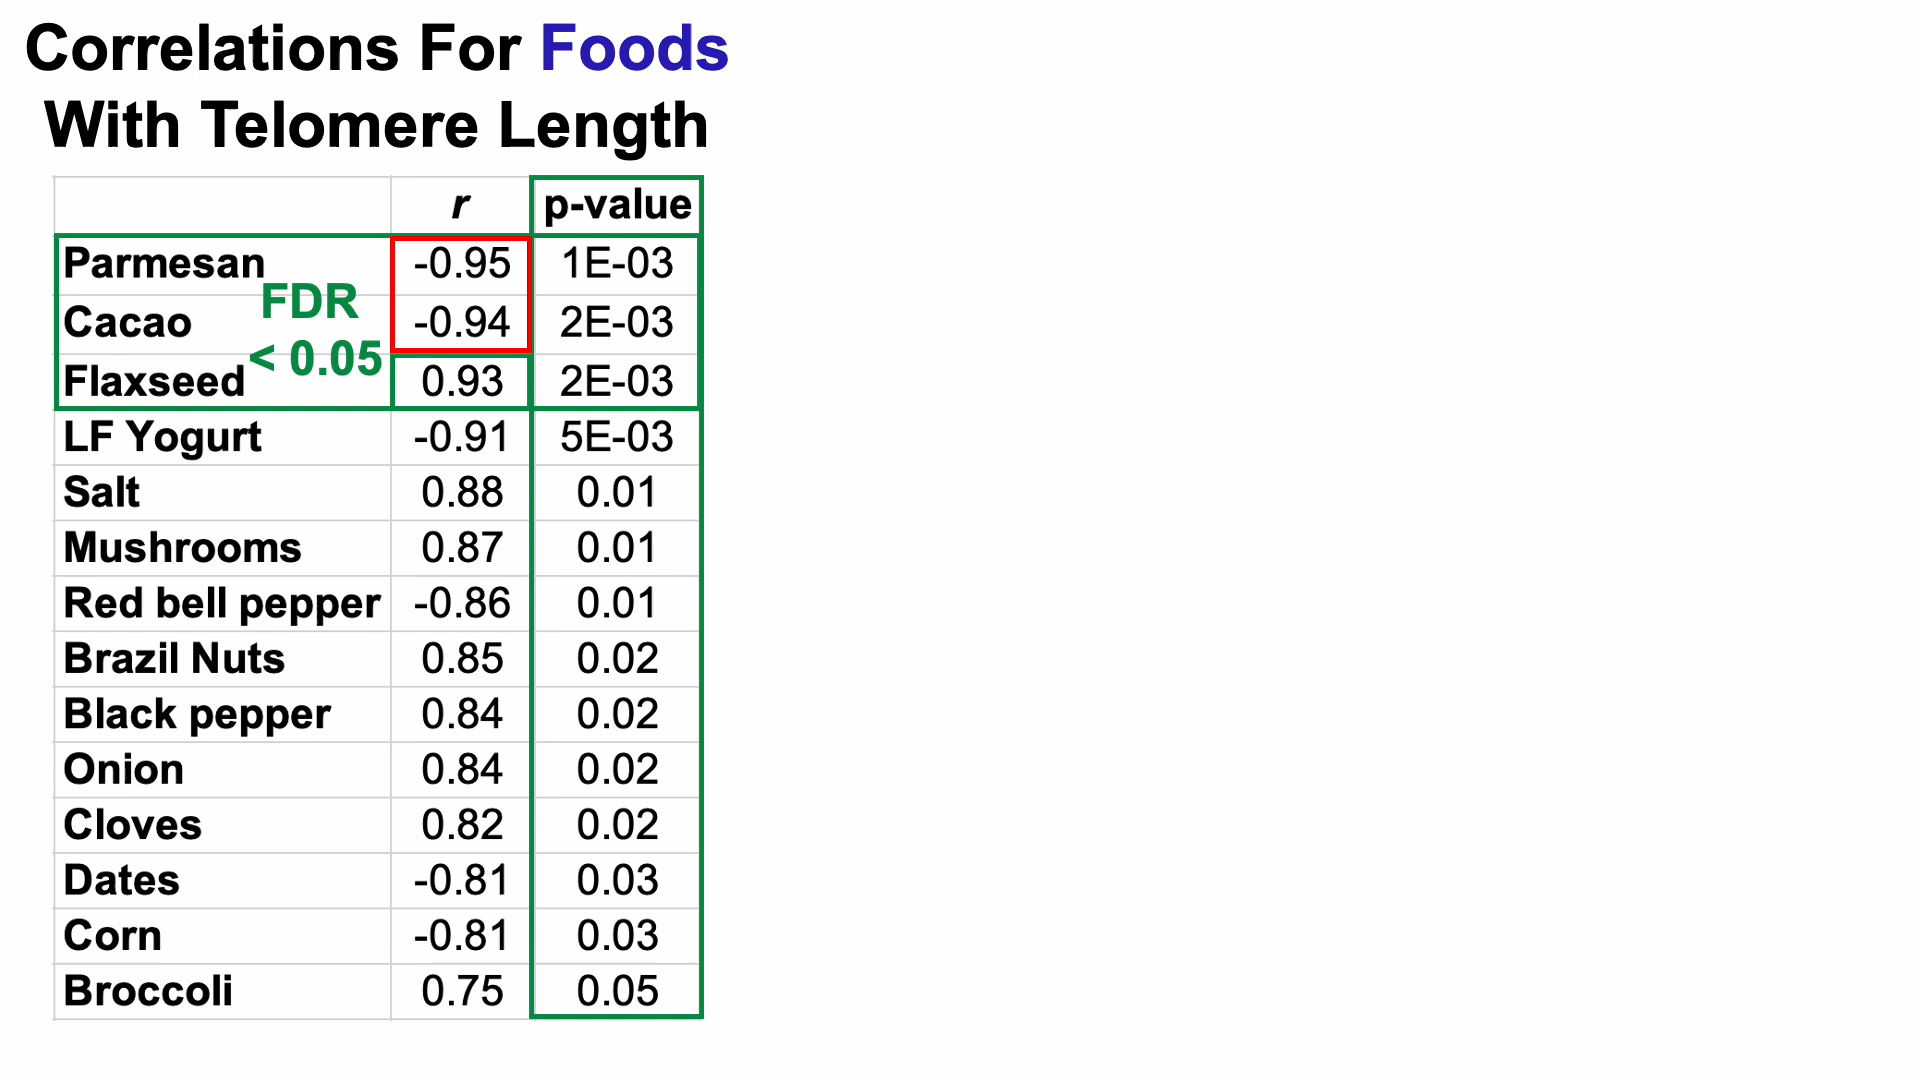 Correlations For Foods
With Telomere Length
r p-value
Parmesan -0.95 1E-03
FDR
Cacao -0.94 2E-03
< 0.05
Flaxseed 0.93 2E-03
LF Yogurt -0.91 5E-03
Salt 0.88 0.01
Mushrooms 0.87 0.01
Red bell pepper -0.86 0.01
Brazil Nuts 0.85 0.02
Black pepper 0.84 0.02
Onion 0.84 0.02
Cloves 0.82 0.02
Dates -0.81 0.03
Corn -0.81 0.03
Broccoli 0.75 0.05